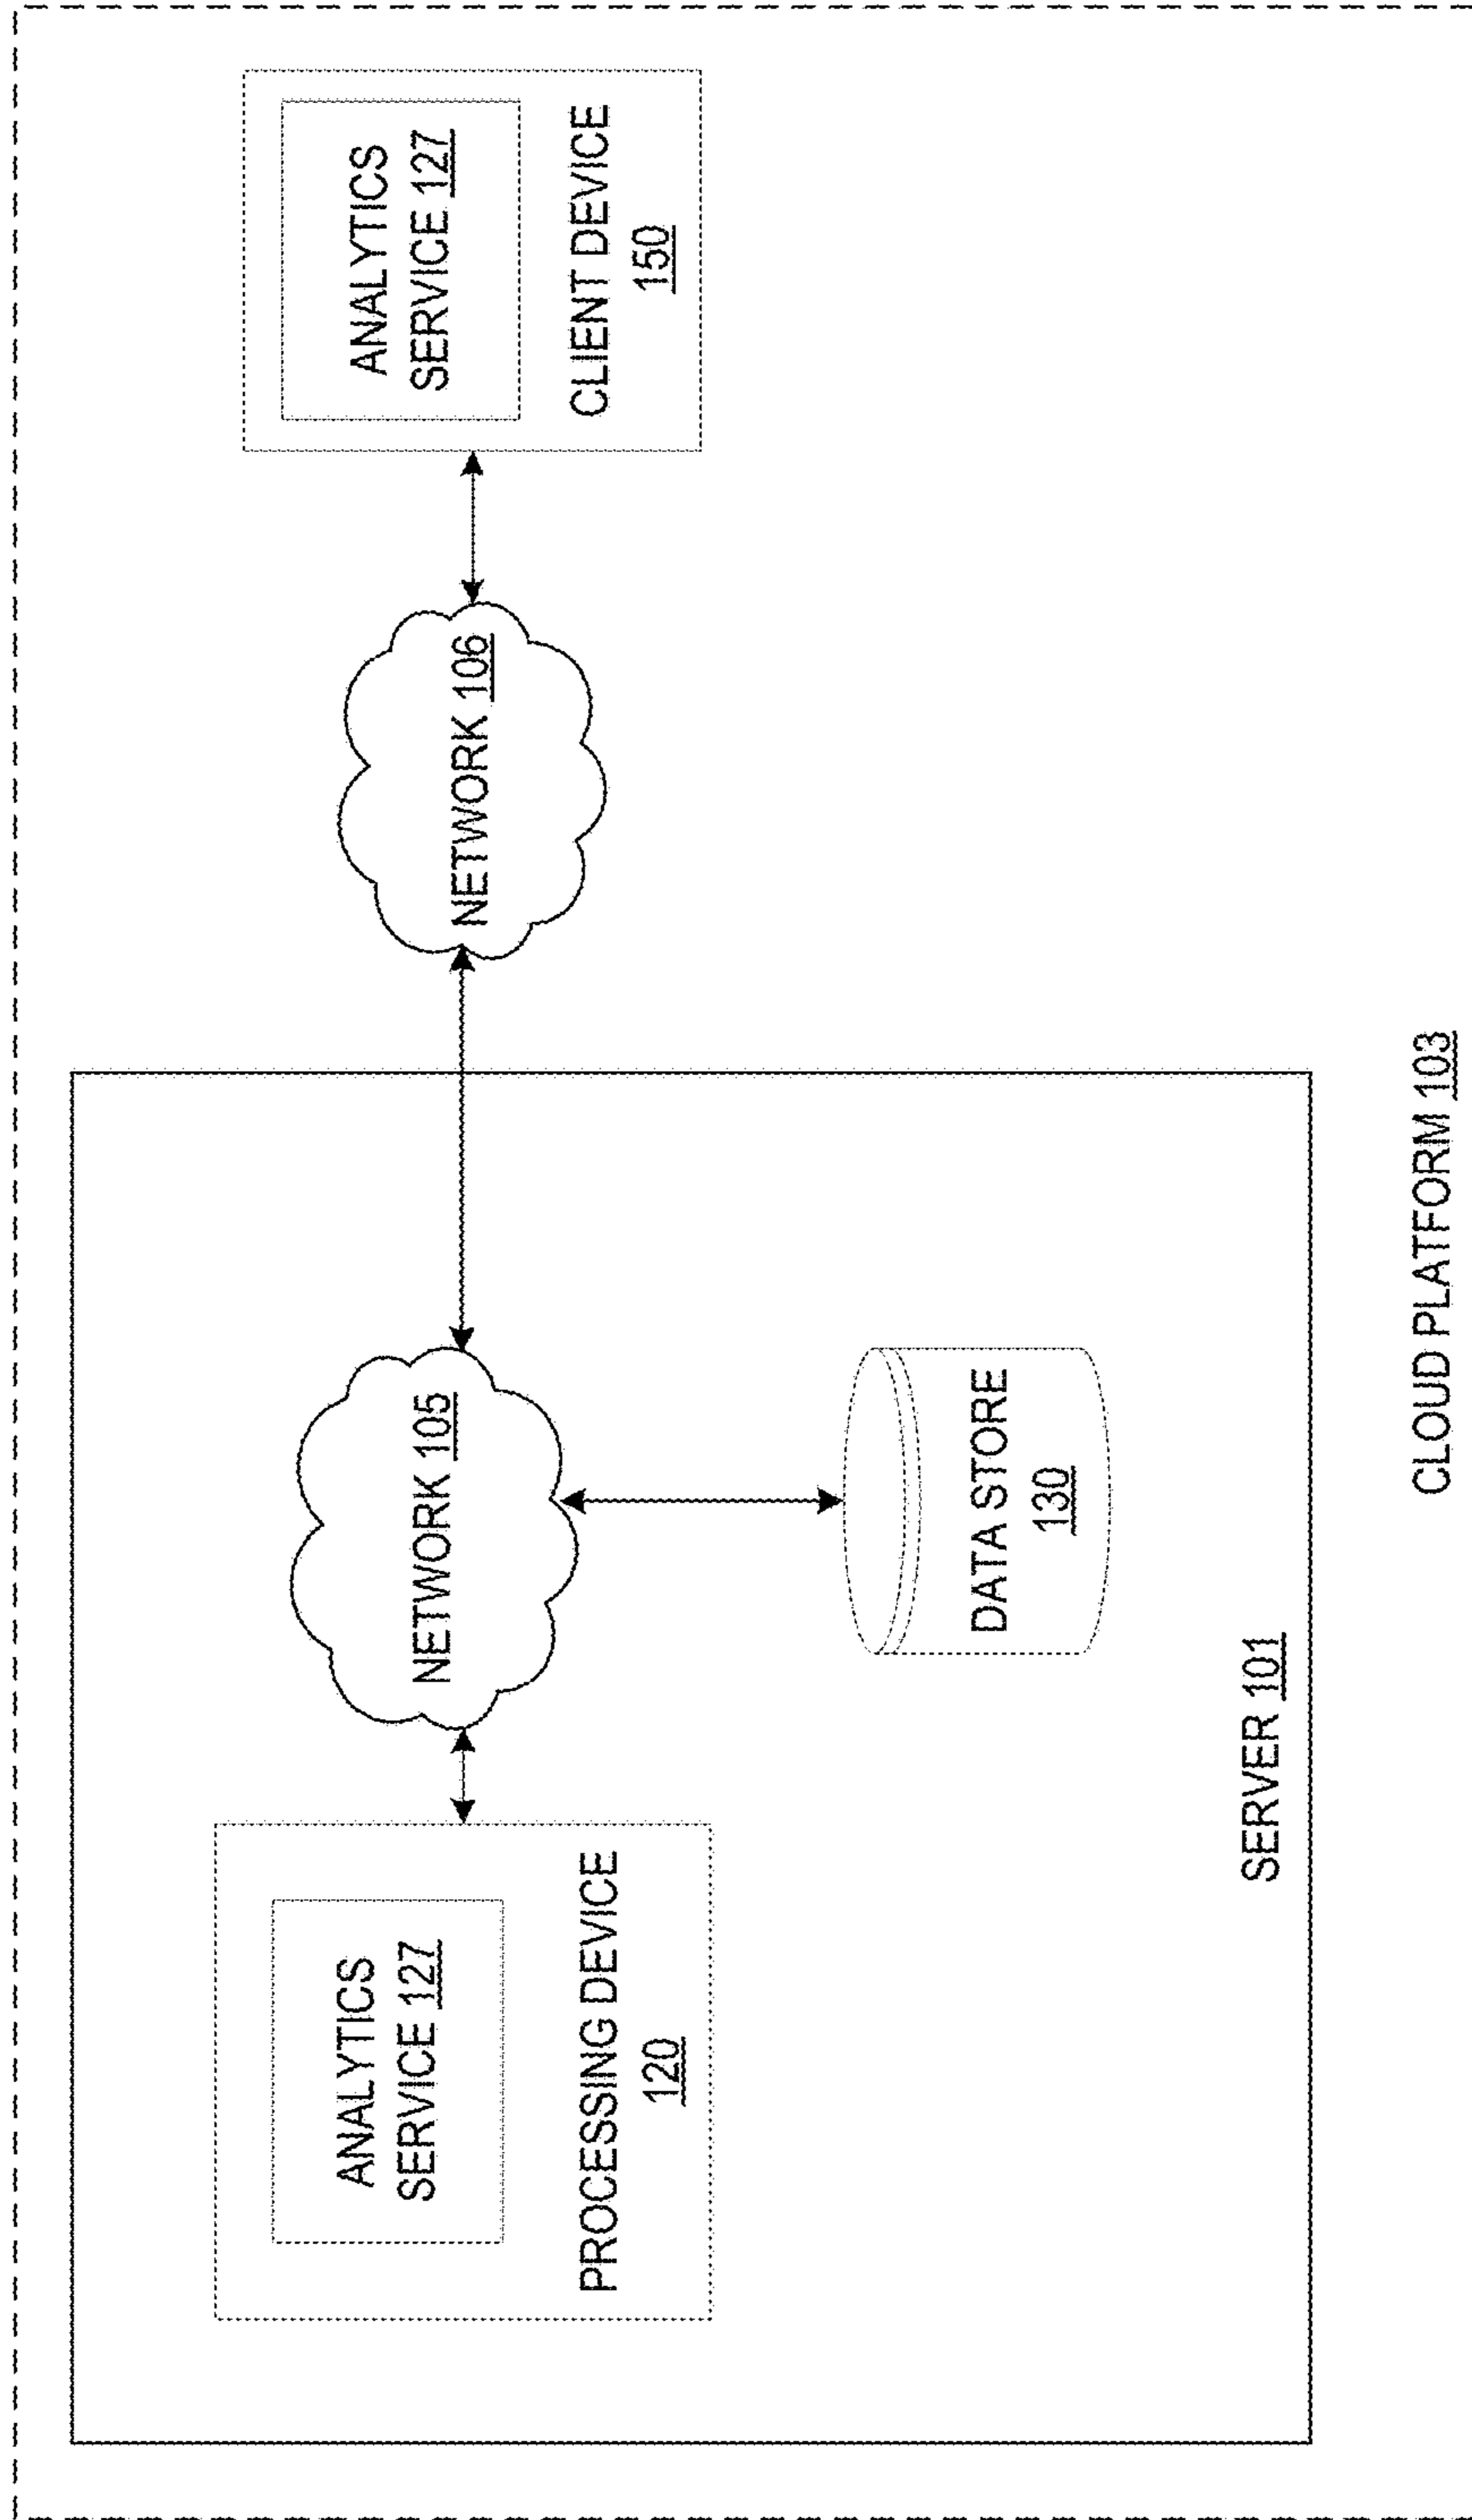 ANALYTICS
SERVICE 127
PROCESSING DEVICE
120
NETWORK 105
DATA STORE
130
SERVER 101
NETWORK 106
ANALYTICS
SERVICE 127
CLIENT DEVICE
150
CLOUD PLATFORM 103